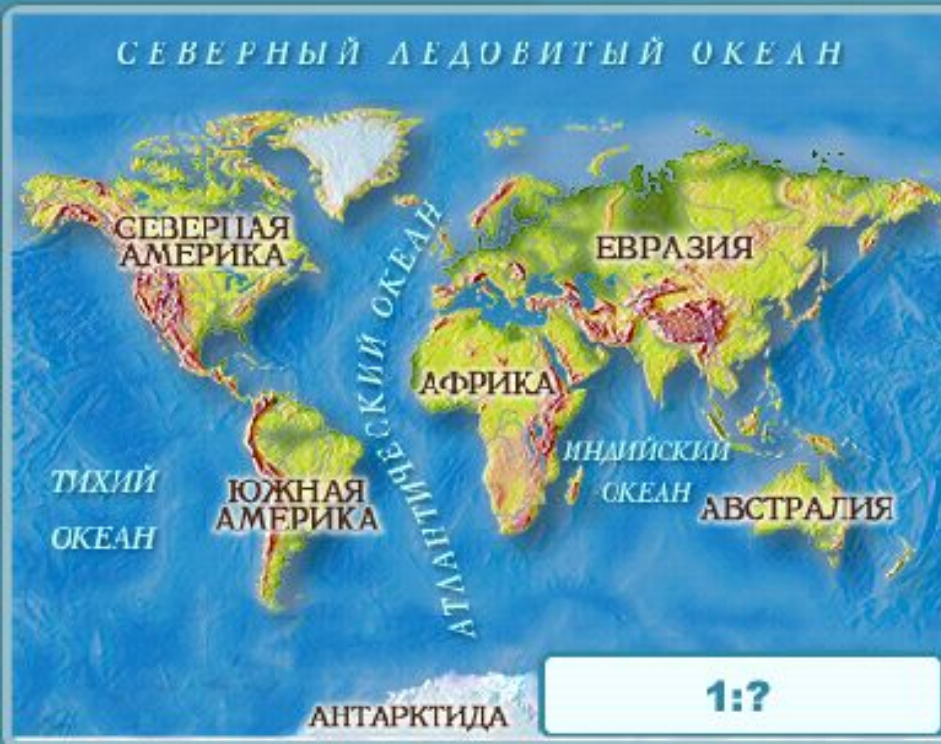 СЕВЕРНЫЙ ЛЕДОВИТЫЙ ОКЕАН
СЕВЕРНАЯ
АМЕРИКА
ЕВРАЗИЯ
АТЛАНТИЧЕСКИЙ ОКЕАН
АФРИКА
ИНДИЙСКИЙ
ОКЕАН
ТИХИЙ
ОКЕАН
ЮЖНАЯ
АМЕРИКА
АВСТРАЛИЯ
АНТАРКТИДА
1:?